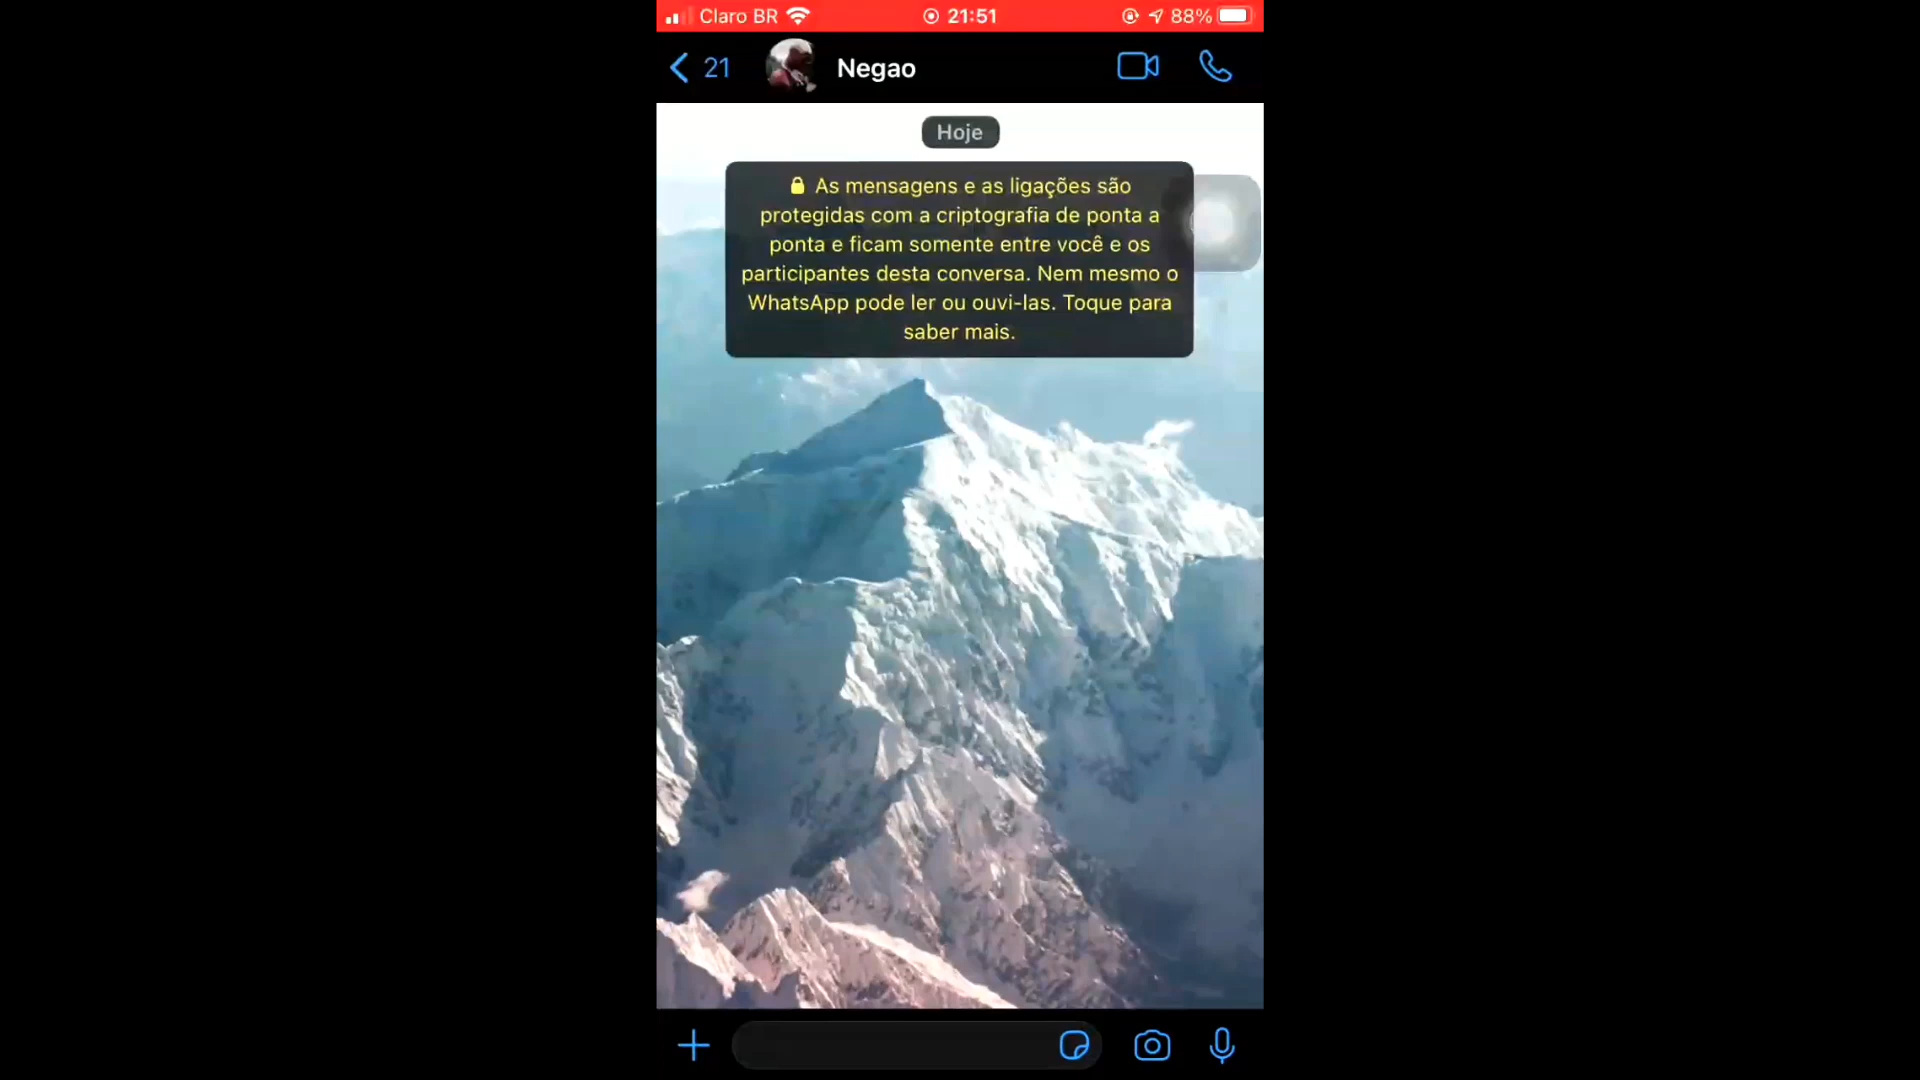 Claro BR 21:51 88%
21 Negao
Hoje
As mensagens e as ligações são
protegidas com a criptografia de ponta a
ponta e ficam somente entre você e os
participantes desta conversa. Nem mesmo o
WhatsApp pode ler ou ouvi-las. Toque para
saber mais.